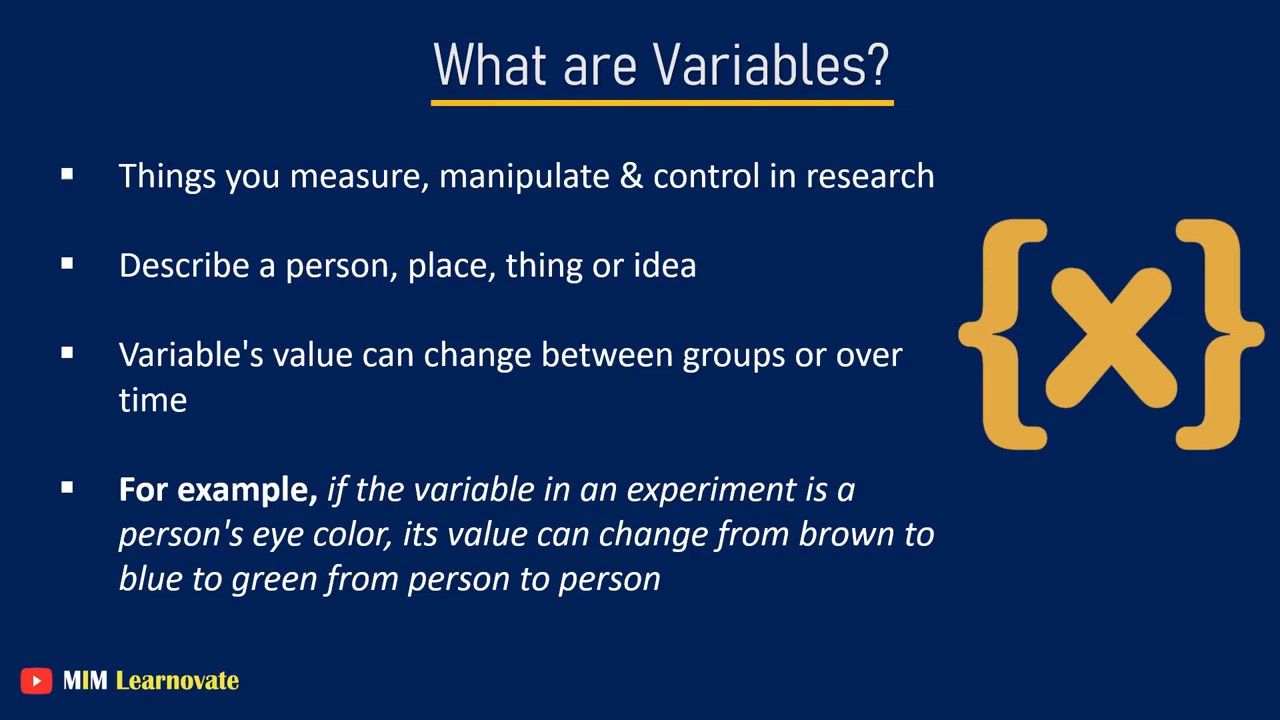 What are Variables?
▪ Things you measure, manipulate & control in research
▪ Describe a person, place, thing or idea
▪ Variable's value can change between groups or over
time
▪ For example, if the variable in an experiment is a
person's eye color, its value can change from brown to
blue to green from person to person
{x}
MIM Learnovate